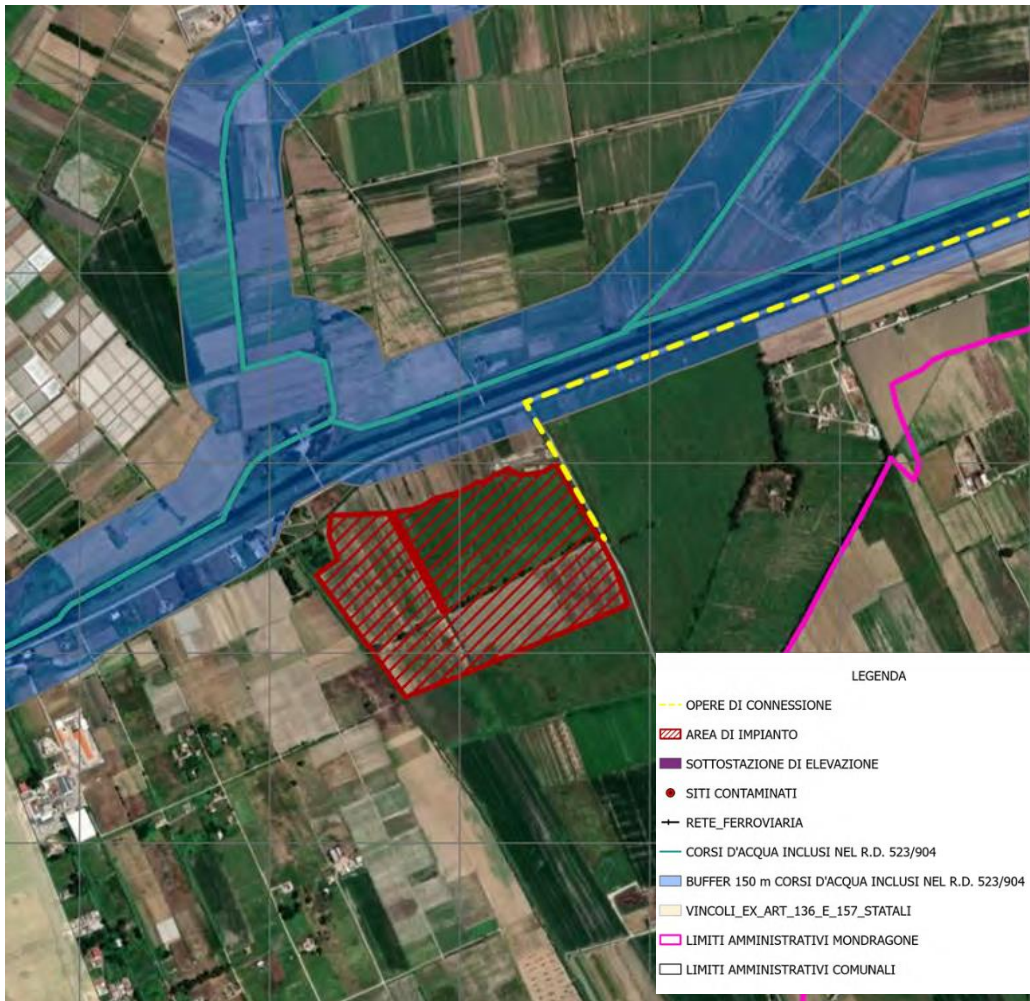 LEGENDA
OPERE DI CONNESSIONE
AREA DI IMPIANTO
SOTTOSTAZIONE DI ELEVAZIONE
SITI CONTAMINATI
RETE_FERROVIARIA
CORSI D'ACQUA INCLUSI NEL R.D. 523/904
BUFFER 150 m CORSI D'ACQUA INCLUSI NEL R.D. 523/904
VINCOLI_EX_ART_136_E_157_STATALI
LIMITI AMMINISTRATIVI MONDRAGONE
LIMITI AMMINISTRATIVI COMUNALI